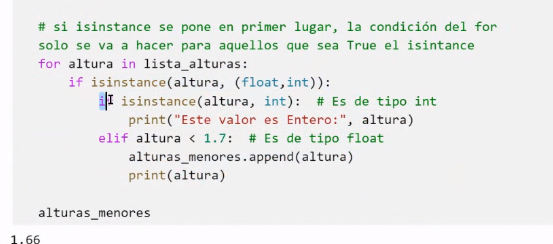 # si isinstance se pone en primer lugar, la condición del for
solo se va a hacer para aquellos que sea True el isintance
for altura in lista_alturas:
    if isinstance(altura, (float,int)):
        if isinstance(altura, int):  # Es de tipo int
            print("Este valor es Entero:", altura)
        elif altura < 1.7:  # Es de tipo float
            alturas_menores.append(altura)
            print(altura)

alturas_menores
1.66